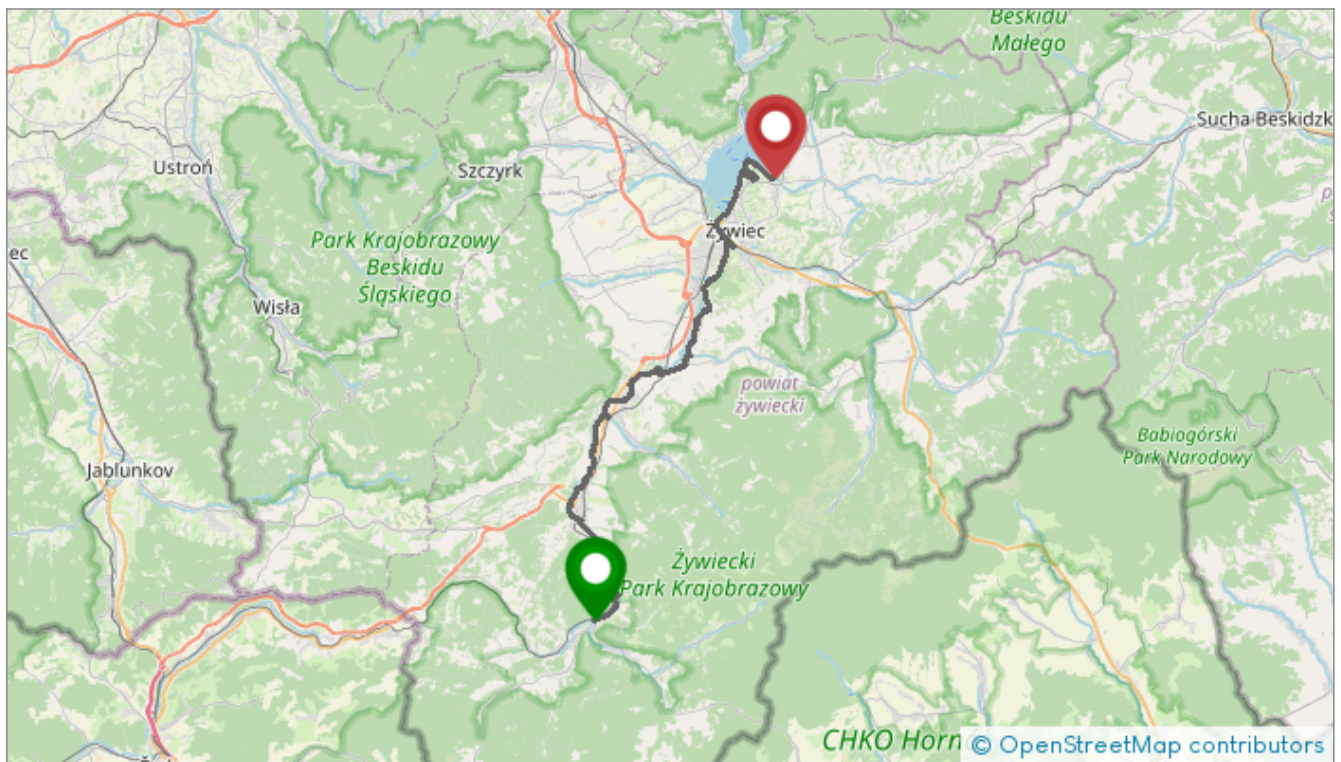 Beskidu
Małego
Sucha Beskidzk
Ustroń
Szczyrk
Żywiec
ec
Park Krajobrazowy
Beskidu
Śląskiego
Wisła
powiat
żywiecki
Babiogórski
Park Narodowy
Jablunkov
Żywiecki
Park Krajobrazowy
CHKO Horn
© OpenStreetMap contributors